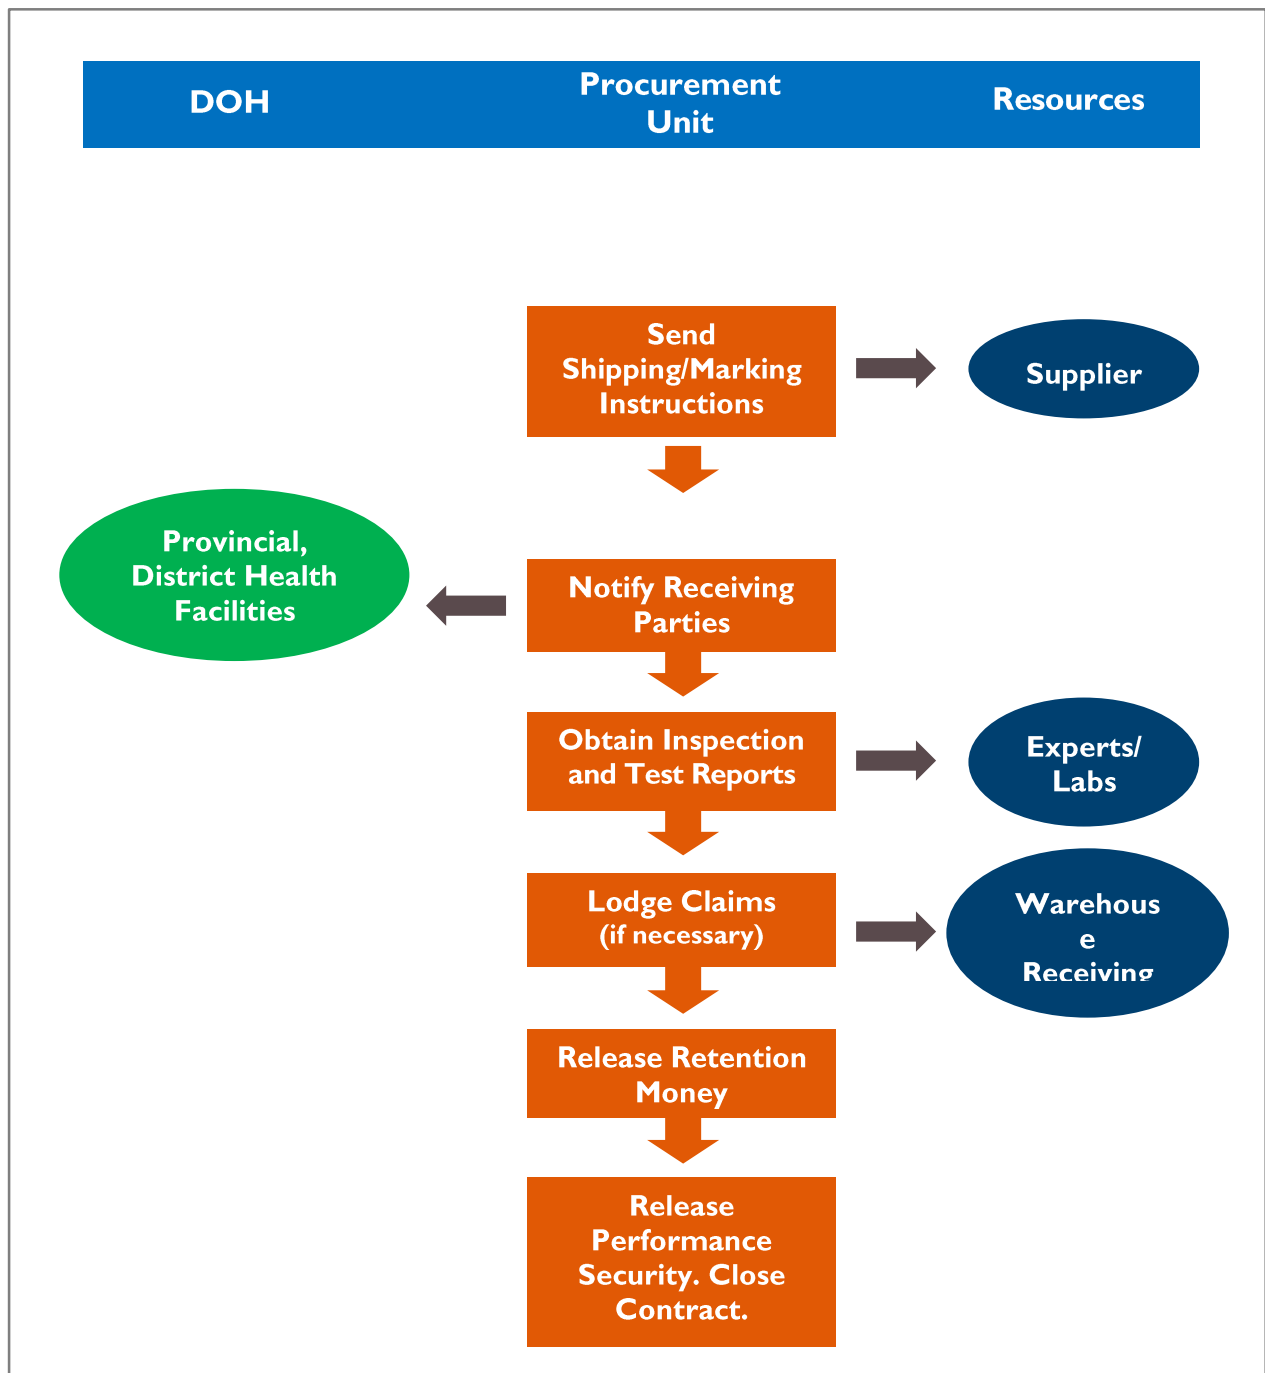 DOH
Procurement
Unit
Resources
Send
Shipping/Marking
Instructions
Supplier
Provincial,
District Health
Facilities
Notify Receiving
Parties
Obtain Inspection
and Test Reports
Experts/
Labs
Lodge Claims
(if necessary)
Warehous
e
Receiving
Release Retention
Money
Release
Performance
Security. Close
Contract.